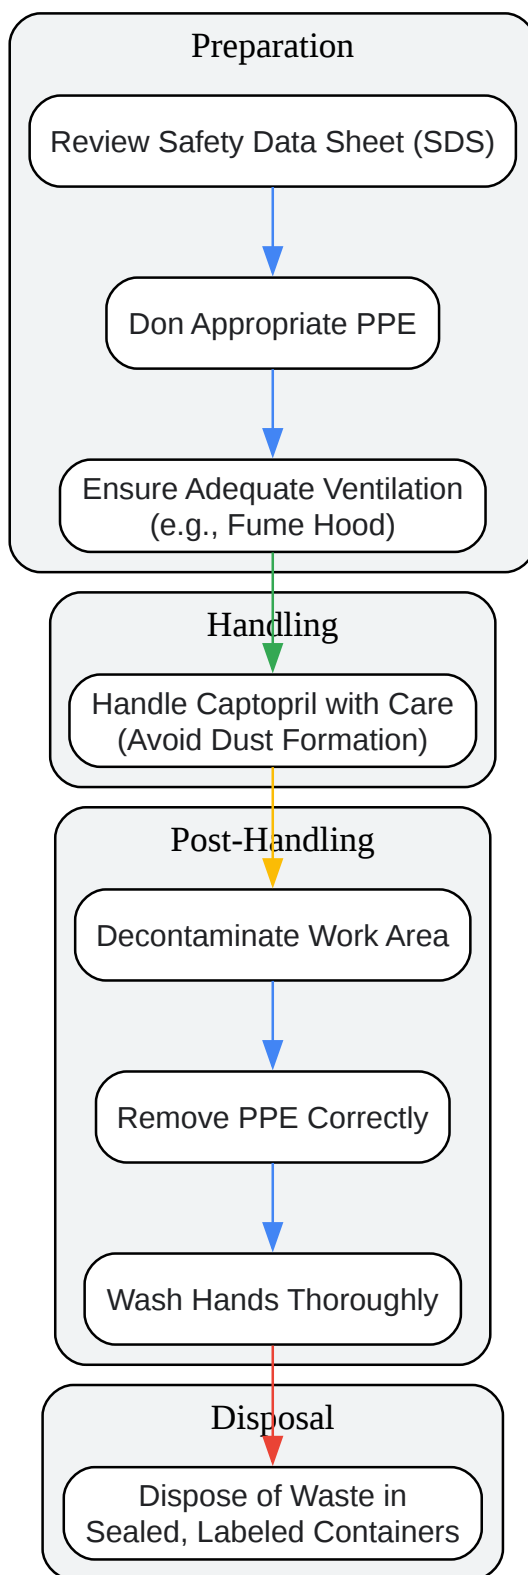 Preparation
Review Safety Data Sheet (SDS)
Don Appropriate PPE
Ensure Adequate Ventilation
(e.g., Fume Hood)
Handling
Handle Captopril with Care
(Avoid Dust Formation)
Post-Handling
Decontaminate Work Area
Remove PPE Correctly
Wash Hands Thoroughly
Disposal
Dispose of Waste in
Sealed, Labeled Containers